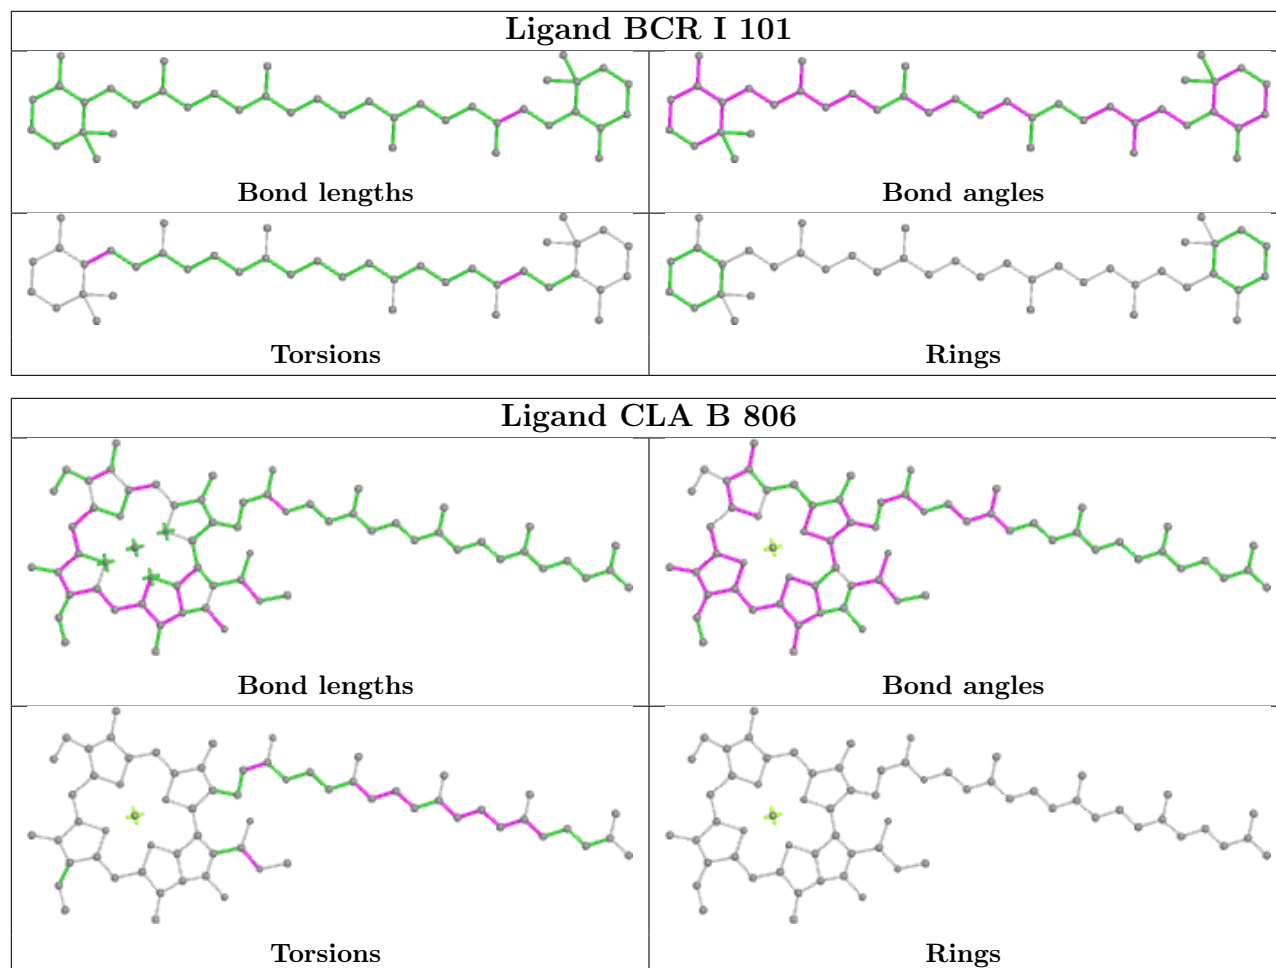 Ligand BCR I 101
Bond lengths
Bond angles
Torsions
Rings
Ligand CLA B 806
Bond lengths
Bond angles
Torsions
Rings